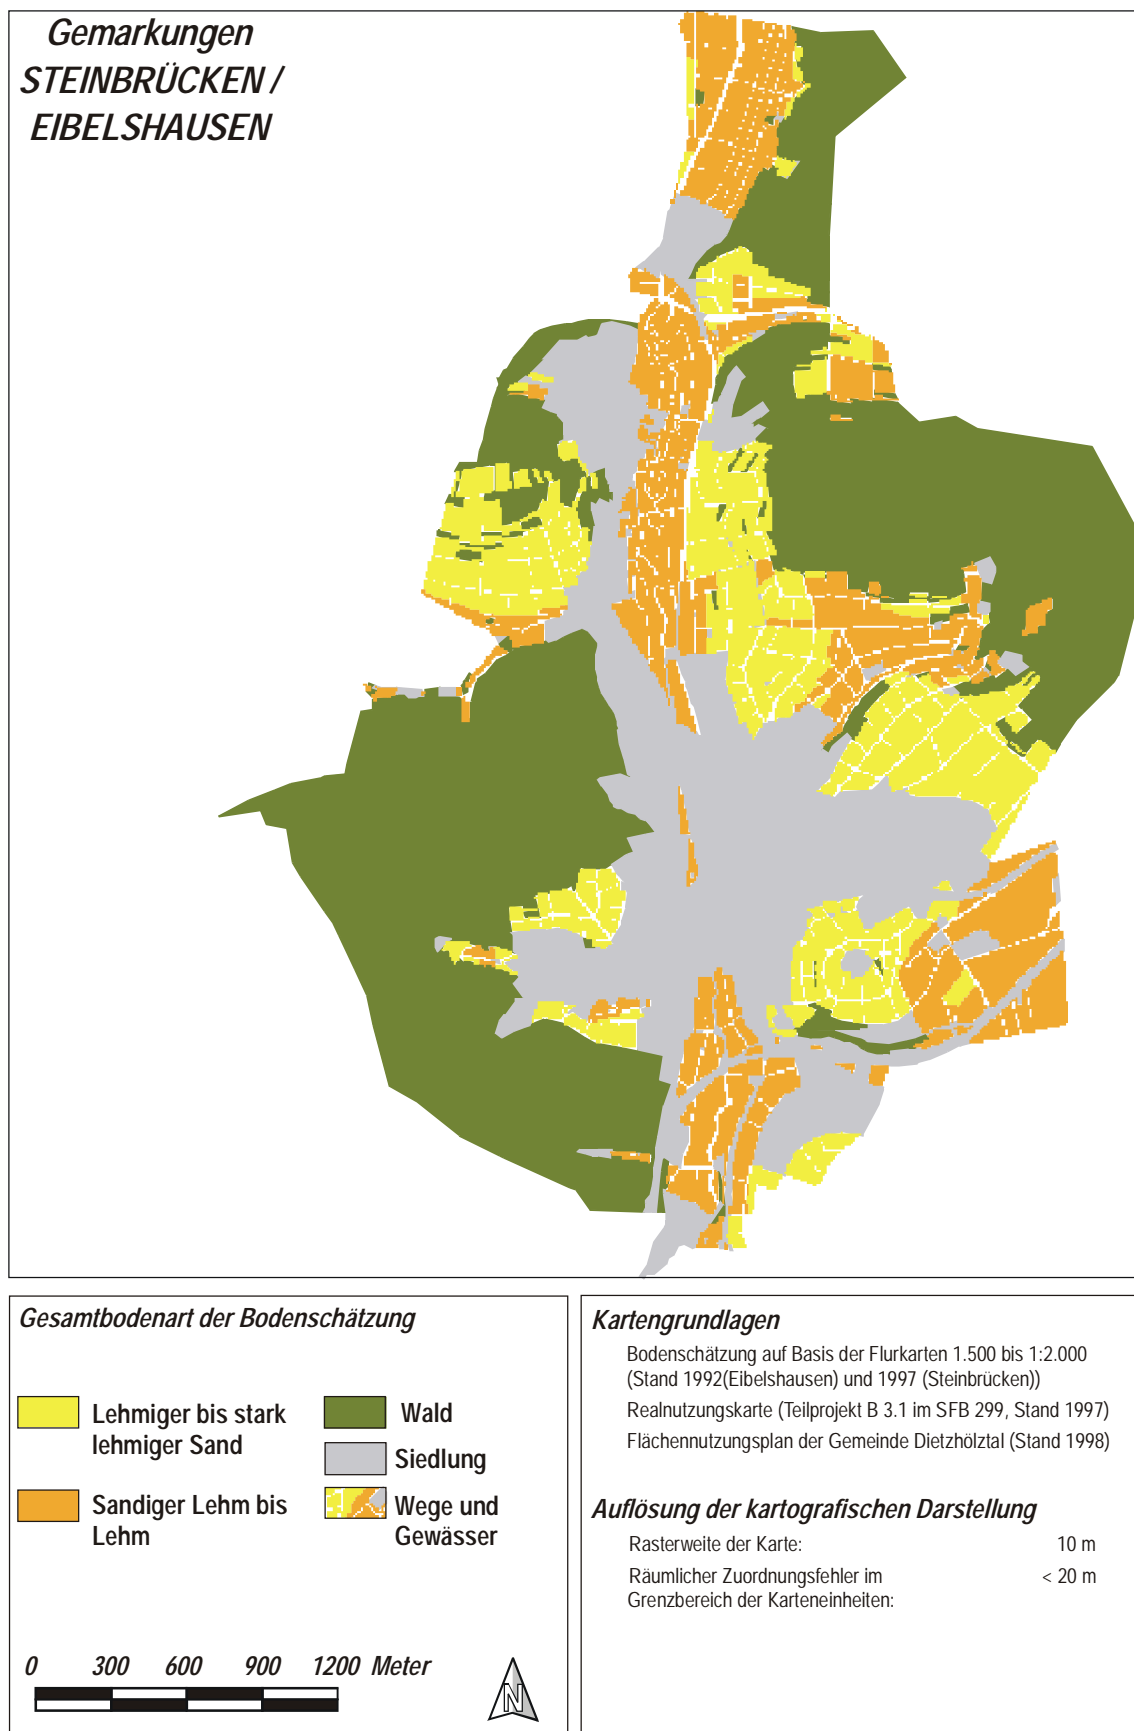 Gemarkungen
STEINBRÜCKEN /
EIBELSHAUSEN
Gesamtbodenart der Bodenschätzung
Lehmiger bis stark
lehmiger Sand
Sandiger Lehm bis
Lehm
Wald
Siedlung
Wege und
Gewässer
0 300 600 900 1200 Meter
N
Kartengrundlagen
Bodenschätzung auf Basis der Flurkarten 1.500 bis 1:2.000
(Stand 1992(Eibelshausen) und 1997 (Steinbrücken))
Realnutzungskarte (Teilprojekt B 3.1 im SFB 299, Stand 1997)
Flächennutzungsplan der Gemeinde Dietzhölztal (Stand 1998)
Auflösung der kartografischen Darstellung
Rasterweite der Karte: 10 m
Räumlicher Zuordnungsfehler im < 20 m
Grenzbereich der Karteneinheiten: